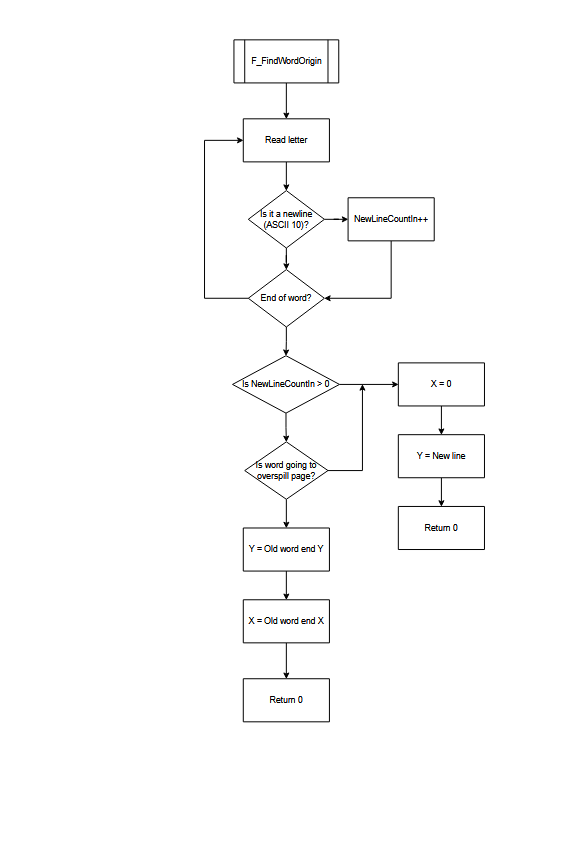 F_FindWordOrigin
Read letter
Is it a newline
(ASCII 10)?
NewLineCountIn++
End of word?
Is NewLineCountIn > 0
X = 0
Y = New line
Return 0
Is word going to
overspill page?
Y = Old word end Y
X = Old word end X
Return 0